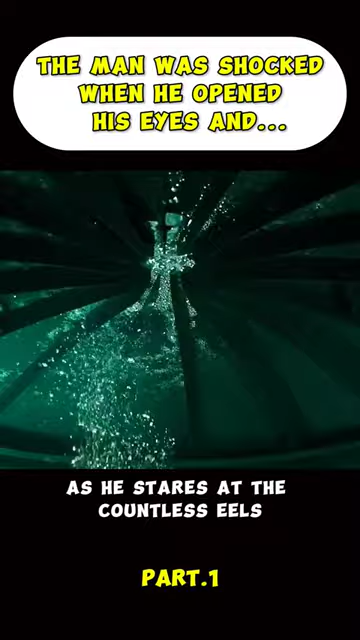 THE MAN WAS SHOCKED
WHEN HE OPENED
HIS EYES AND...
AS HE STARES AT THE
COUNTLESS EELS
PART.1